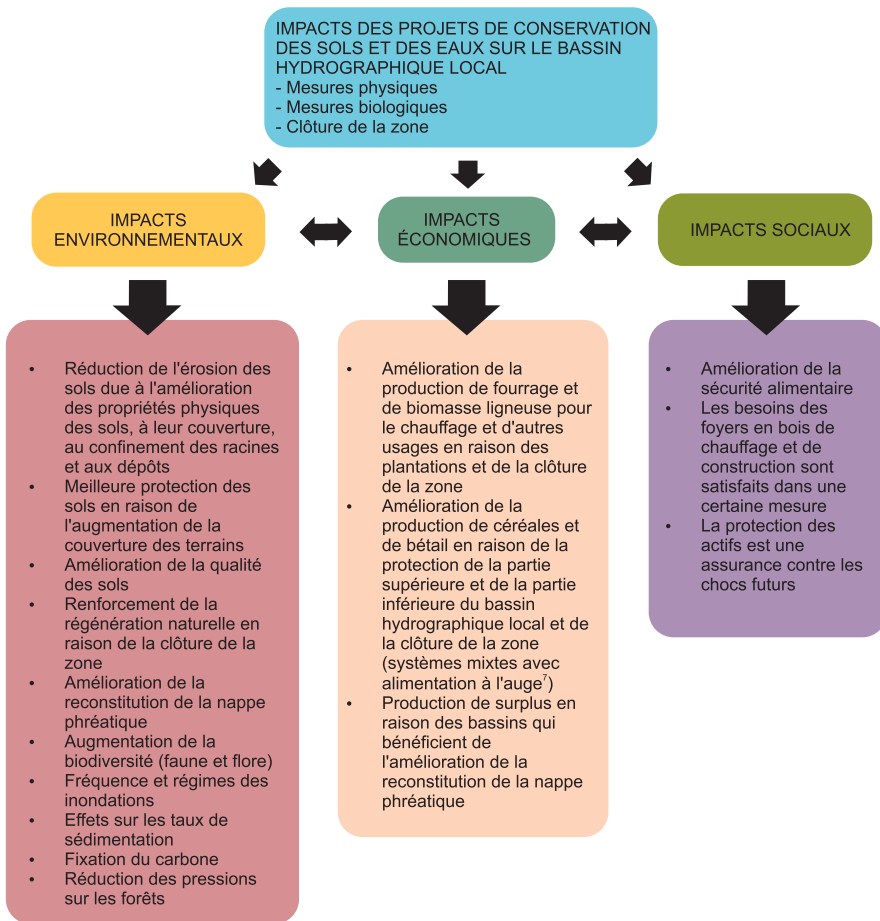 IMPACTS DES PROJETS DE CONSERVATION
DES SOLS ET DES EAUX SUR LE BASSIN
HYDROGRAPHIQUE LOCAL
- Mesures physiques
- Mesures biologiques
- Clôture de la zone
IMPACTS
ENVIRONNEMENTAUX
IMPACTS
ÉCONOMIQUES
IMPACTS SOCIAUX
• Réduction de l'érosion des
sols due à l'amélioration
des propriétés physiques
des sols, à leur couverture,
au confinement des racines
et aux dépôts
• Meilleure protection des
sols en raison de
l'augmentation de la
couverture des terrains
• Amélioration de la qualité
des sols
• Renforcement de la
régénération naturelle en
raison de la clôture de la
zone
• Amélioration de la
reconstitution de la nappe
phréatique
• Augmentation de la
biodiversité (faune et flore)
• Fréquence et régimes des
inondations
• Effets sur les taux de
sédimentation
• Fixation du carbone
• Réduction des pressions
sur les forêts
• Amélioration de la
production de fourrage et
de biomasse ligneuse pour
le chauffage et d'autres
usages en raison des
plantations et de la clôture
de la zone
• Amélioration de la
production de céréales et
de bétail en raison de la
protection de la partie
supérieure et de la partie
inférieure du bassin
hydrographique local et de
la clôture de la zone
(systèmes mixtes avec
alimentation à l'auge⁷)
• Production de surplus en
raison des bassins qui
bénéficient de
l'amélioration de la
reconstitution de la nappe
phréatique
• Amélioration de la
sécurité alimentaire
• Les besoins des
foyers en bois de
chauffage et de
construction sont
satisfaits dans une
certaine mesure
• La protection des
actifs est une
assurance contre les
chocs futurs